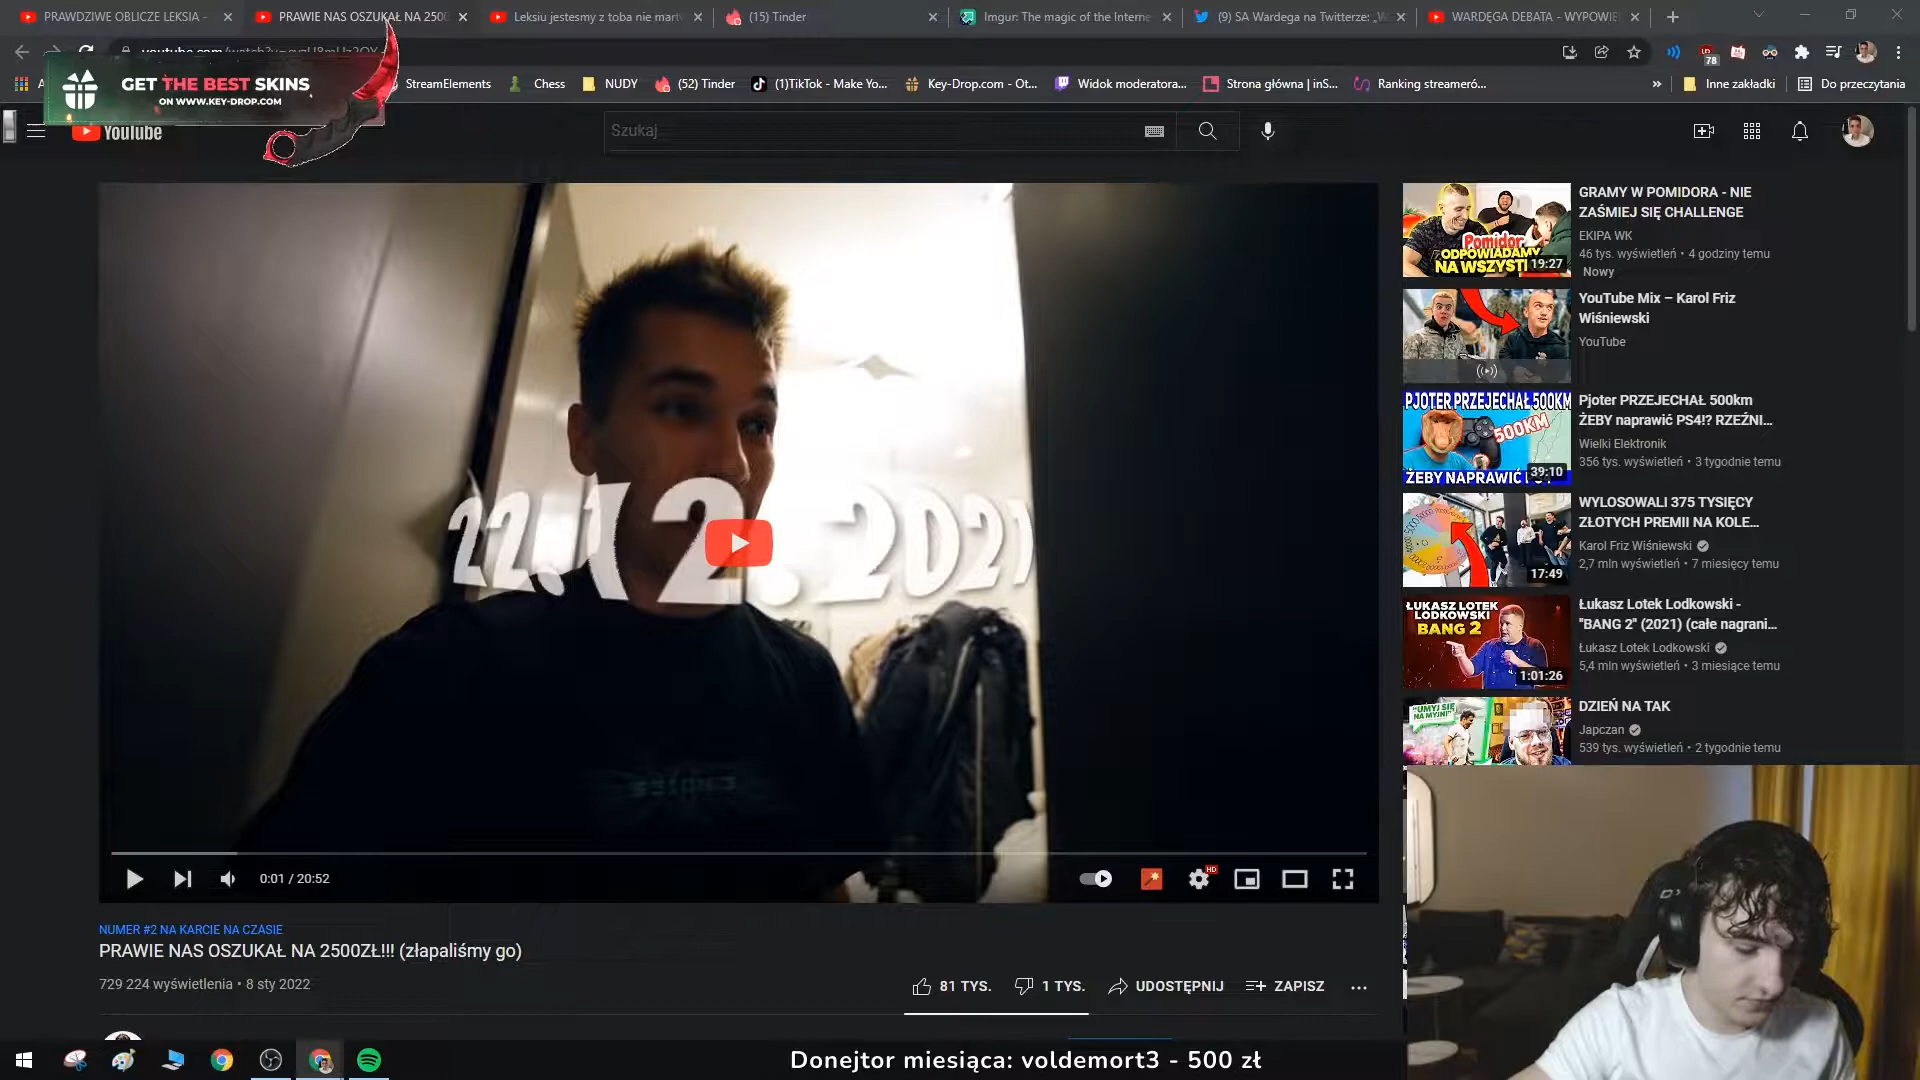 PRAWDZIWE OBLICZE LEKSIA -
PRAWIE NAS OSZUKAŁ NA 250
Leksiu jestesmy z toba nie mart
(15) Tinder
Imgur: The magic of the Interne
(9) SA Wardega na Twitterze: „W
WARDĘGA DEBATA - WYPOWIE
78
GET THE BEST SKINS
ON WWW.KEY-DROP.COM
StreamElements
Chess
NUDY
(52) Tinder
(1)TikTok - Make Yo...
Key-Drop.com - Ot...
Widok moderatora...
Strona główna | inS...
Ranking streameró...
»
Inne zakładki
Do przeczytania
YouTube
Szukaj
22.12.2021
0:01 / 20:52
HD
NUMER #2 NA KARCIE NA CZASIE
PRAWIE NAS OSZUKAŁ NA 2500ZŁ!!! (złapaliśmy go)
729 224 wyświetlenia • 8 sty 2022
81 TYS.
1 TYS.
UDOSTĘPNIJ
ZAPISZ
Pomidor
ODPOWIADAMY
NA WSZYST
19:27
GRAMY W POMIDORA - NIE
ZAŚMIEJ SIĘ CHALLENGE
EKIPA WK
46 tys. wyświetleń • 4 godziny temu
Nowy
YouTube Mix – Karol Friz
Wiśniewski
YouTube
PJOTER PRZEJECHAŁ 500KM
500KM
39:10
ŻEBY NAPRAWIĆ
Pjoter PRZEJECHAŁ 500km
ŻEBY naprawić PS4!? RZEŹNI...
Wielki Elektronik
356 tys. wyświetleń • 3 tygodnie temu
17:49
WYLOSOWALI 375 TYSIĘCY
ZŁOTYCH PREMII NA KOLE...
Karol Friz Wiśniewski
2,7 mln wyświetleń • 7 miesięcy temu
ŁUKASZ LOTEK
LODKOWSKI
BANG 2
1:01:26
Łukasz Lotek Lodkowski -
"BANG 2" (2021) (całe nagrani...
Łukasz Lotek Lodkowski
5,4 mln wyświetleń • 3 miesiące temu
"UMYJ SIĘ
NA MYJNI"
DZIEŃ NA TAK
Japczan
539 tys. wyświetleń • 2 tygodnie temu
Donejtor miesiąca: voldemort3 - 500 zł